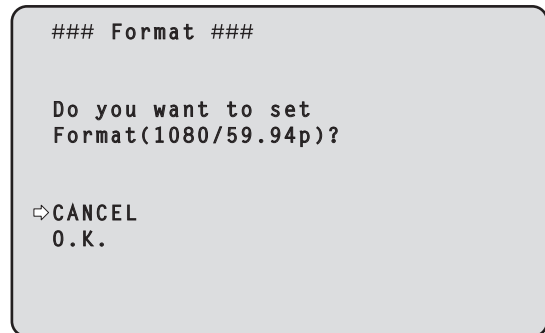 ### Format ###
Do you want to set
Format(1080/59.94p)?
⇨CANCEL
O.K.